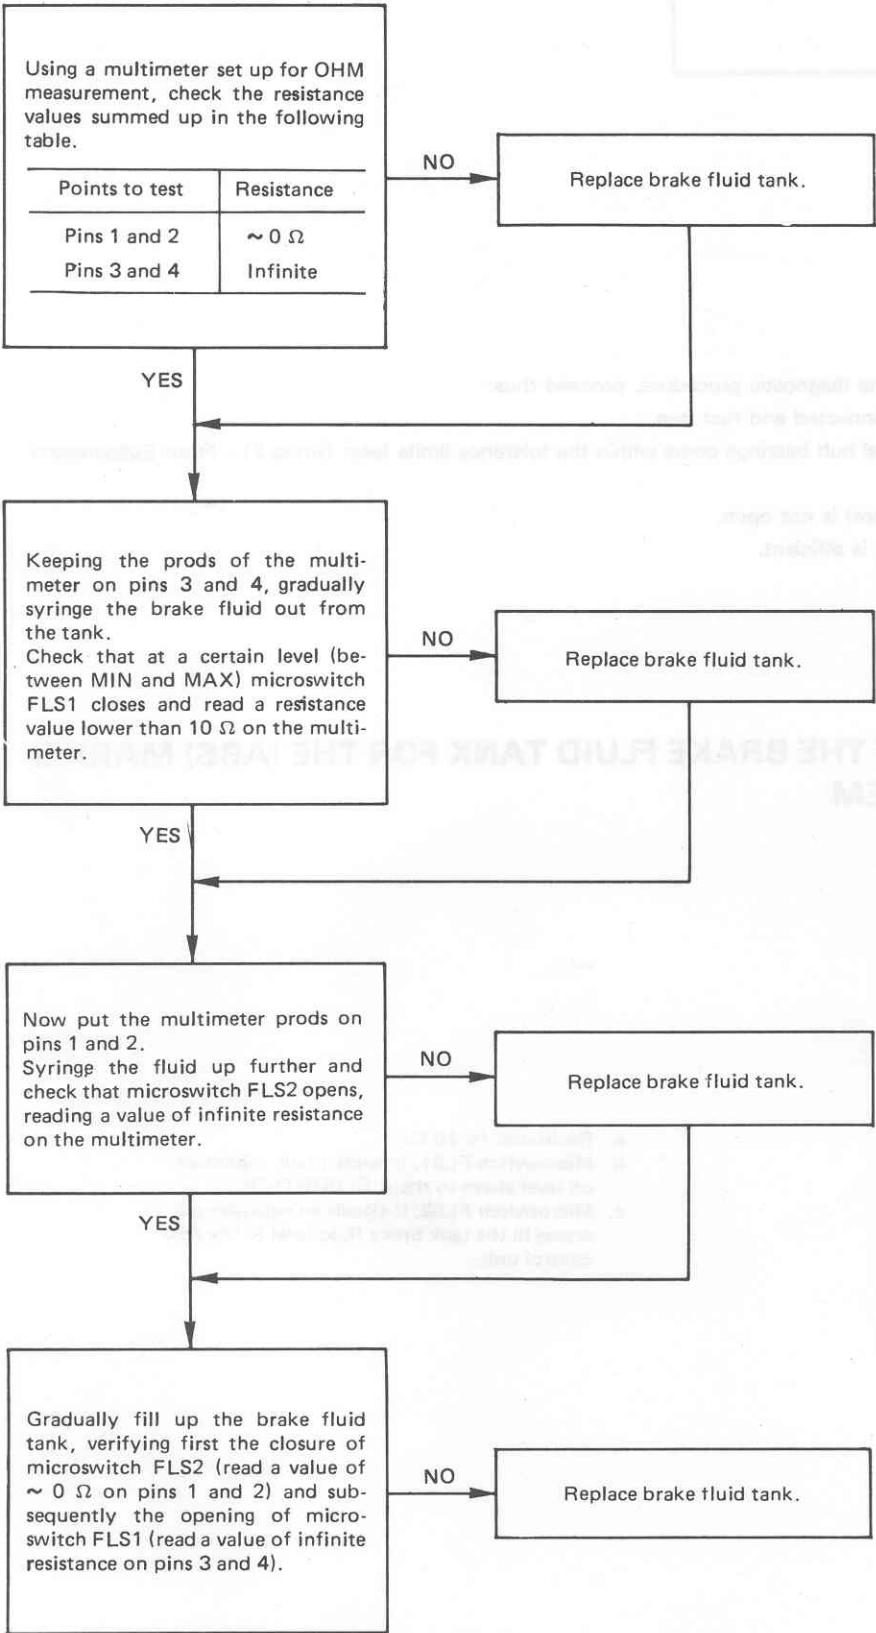 Using a multimeter set up for OHM
measurement, check the resistance
values summed up in the following
table.
Points to test Resistance
Pins 1 and 2 ~ 0 Ω
Pins 3 and 4 Infinite
NO
Replace brake fluid tank.
YES
Keeping the prods of the multi-
meter on pins 3 and 4, gradually
syringe the brake fluid out from
the tank.
Check that at a certain level (be-
tween MIN and MAX) microswitch
FLS1 closes and read a resistance
value lower than 10 Ω on the multi-
meter.
NO
Replace brake fluid tank.
YES
Now put the multimeter prods on
pins 1 and 2.
Syringe the fluid up further and
check that microswitch FLS2 opens,
reading a value of infinite resistance
on the multimeter.
NO
Replace brake fluid tank.
YES
Gradually fill up the brake fluid
tank, verifying first the closure of
microswitch FLS2 (read a value of
~ 0 Ω on pins 1 and 2) and sub-
sequently the opening of micro-
switch FLS1 (read a value of infinite
resistance on pins 3 and 4).
NO
Replace brake fluid tank.